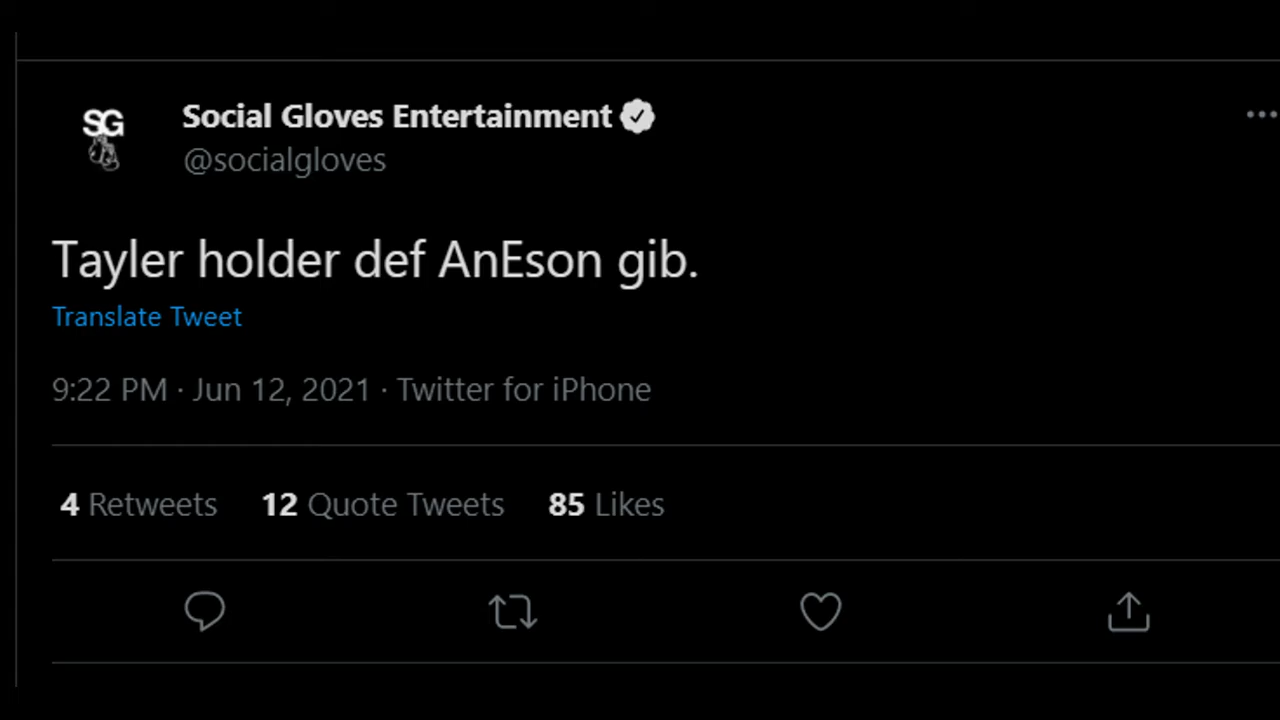 SG
Social Gloves Entertainment
@socialgloves
Tayler holder def AnEson gib.
Translate Tweet
9:22 PM · Jun 12, 2021 · Twitter for iPhone
4 Retweets 12 Quote Tweets 85 Likes